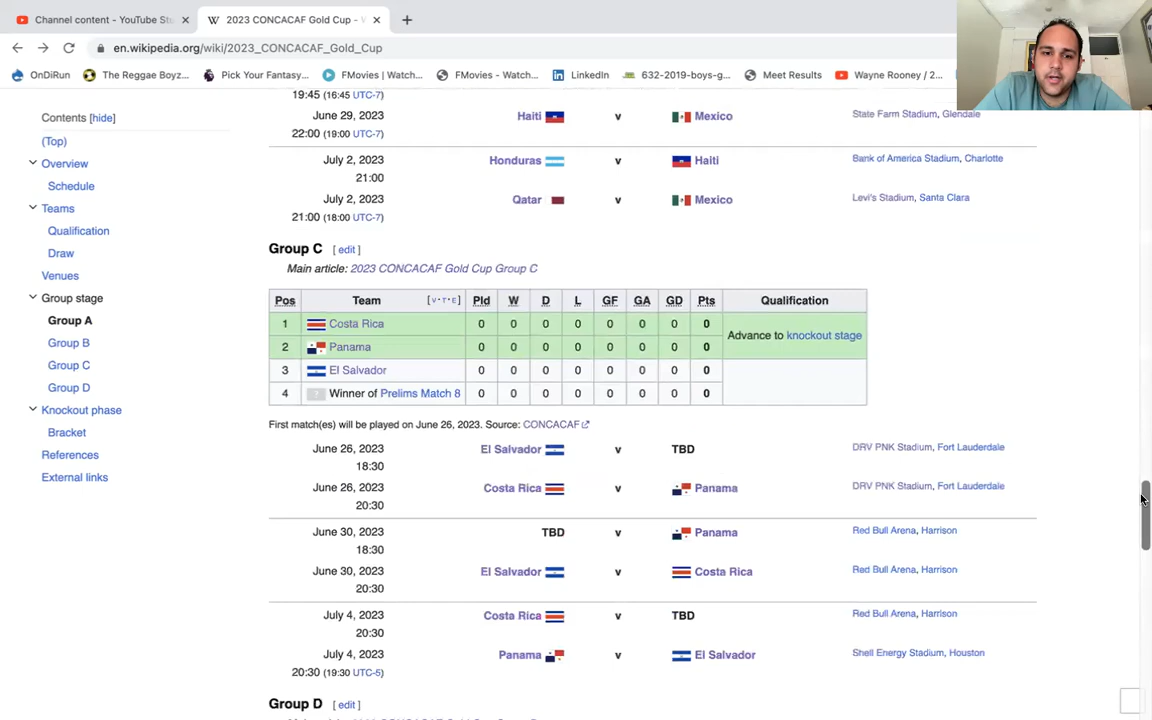 Channel content - YouTube Stu
2023 CONCACAF Gold Cup - W
en.wikipedia.org/wiki/2023_CONCACAF_Gold_Cup
OnDiRun
The Reggae Boyz...
Pick Your Fantasy...
FMovies | Watch...
FMovies - Watch...
LinkedIn
632-2019-boys-g...
Meet Results
Wayne Rooney / 2...
Contents [hide]
(Top)
Overview
Schedule
Teams
Qualification
Draw
Venues
Group stage
Group A
Group B
Group C
Group D
Knockout phase
Bracket
References
External links
19:45 (16:45 UTC-7)
June 29, 2023 Haiti v Mexico State Farm Stadium, Glendale
22:00 (19:00 UTC-7)
July 2, 2023 Honduras v Haiti Bank of America Stadium, Charlotte
21:00
July 2, 2023 Qatar v Mexico Levi's Stadium, Santa Clara
21:00 (18:00 UTC-7)
Group C [ edit ]
Main article: 2023 CONCACAF Gold Cup Group C
Pos Team [V·T·E] Pld W D L GF GA GD Pts Qualification
1 Costa Rica 0 0 0 0 0 0 0 0 Advance to knockout stage
2 Panama 0 0 0 0 0 0 0 0
3 El Salvador 0 0 0 0 0 0 0 0
4 ? Winner of Prelims Match 8 0 0 0 0 0 0 0 0
First match(es) will be played on June 26, 2023. Source: CONCACAF
June 26, 2023 El Salvador v TBD DRV PNK Stadium, Fort Lauderdale
18:30
June 26, 2023 Costa Rica v Panama DRV PNK Stadium, Fort Lauderdale
20:30
June 30, 2023 TBD v Panama Red Bull Arena, Harrison
18:30
June 30, 2023 El Salvador v Costa Rica Red Bull Arena, Harrison
20:30
July 4, 2023 Costa Rica v TBD Red Bull Arena, Harrison
20:30
July 4, 2023 Panama v El Salvador Shell Energy Stadium, Houston
20:30 (19:30 UTC-5)
Group D [ edit ]